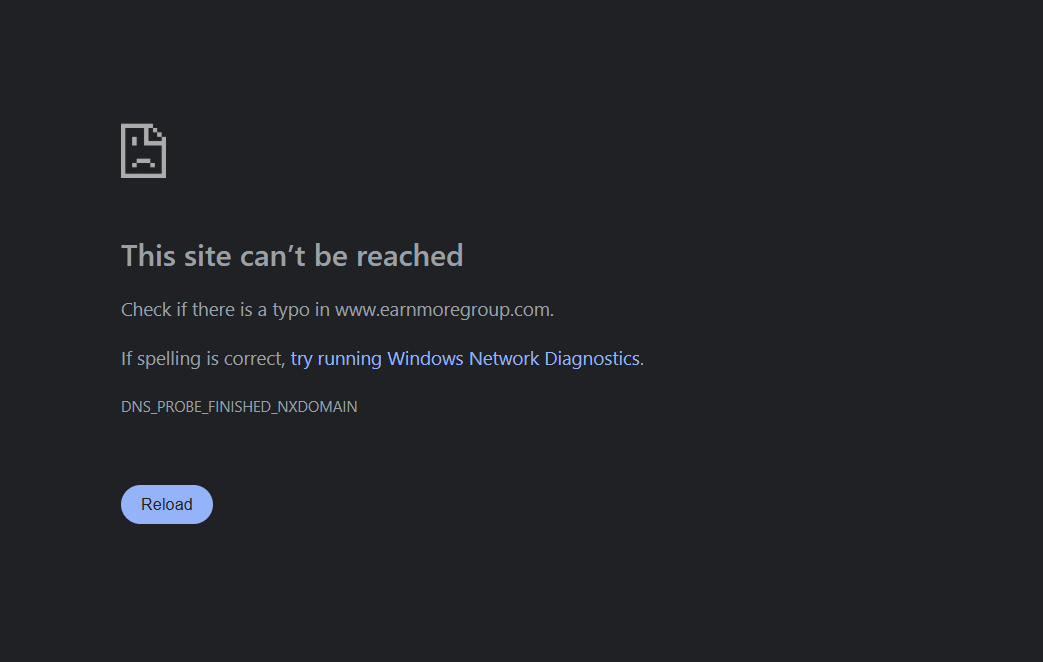 This site can’t be reached
Check if there is a typo in www.earnmoregroup.com.
If spelling is correct, try running Windows Network Diagnostics.
DNS_PROBE_FINISHED_NXDOMAIN
Reload